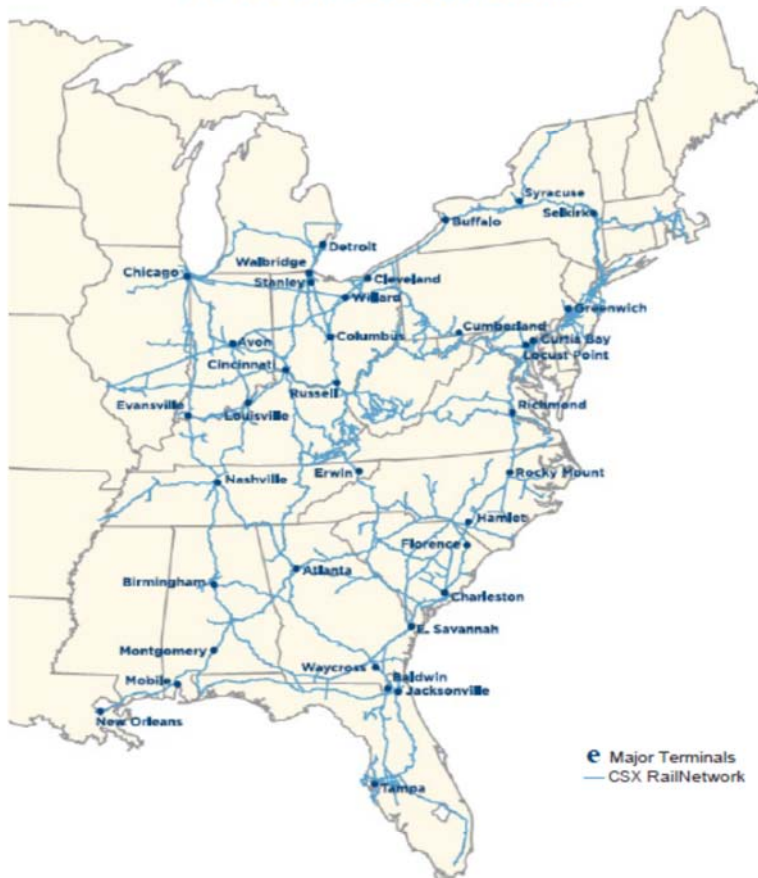 Syracuse
Selkirk
Buffalo
Detroit
Walbridge
Chicago
Stanley
Cleveland
Willard
Greenwich
Cumberland
Curtis Bay
Columbus
Avon
Locust Point
Cincinnati
Russell
Evansville
Louisville
Richmond
Erwin
Rocky Mount
Nashville
Hamlet
Florence
Atlanta
Birmingham
Charleston
E. Savannah
Montgomery
Waycross
Baldwin
Mobile
Jacksonville
New Orleans
e Major Terminals
CSX RailNetwork
Tampa